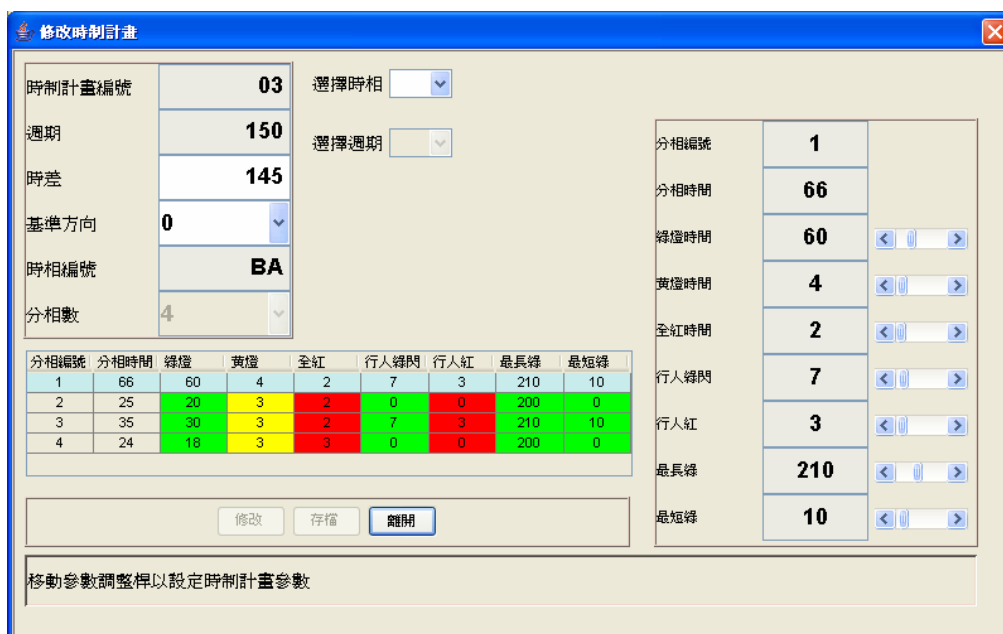 修改時制計畫
時制計畫編號 03
週期 150
時差 145
基準方向 0
時相編號 BA
分相數 4
選擇時相
選擇週期
分相編號 分相時間 綠燈 黃燈 全紅 行人綠閃 行人紅 最長綠 最短綠
1 66 60 4 2 7 3 210 10
2 25 20 3 2 0 0 200 0
3 35 30 3 2 7 3 210 10
4 24 18 3 3 0 0 200 0
修改 存檔 離開
分相編號 1
分相時間 66
綠燈時間 60
黃燈時間 4
全紅時間 2
行人綠閃 7
行人紅 3
最長綠 210
最短綠 10
移動參數調整桿以設定時制計畫參數